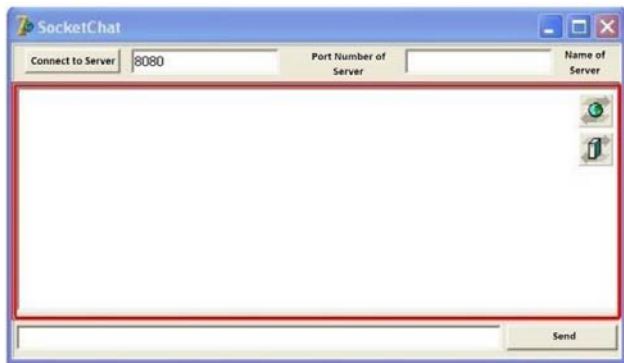 SocketChat
Connect to Server
8080
Port Number of
Server
Name of
Server
Send